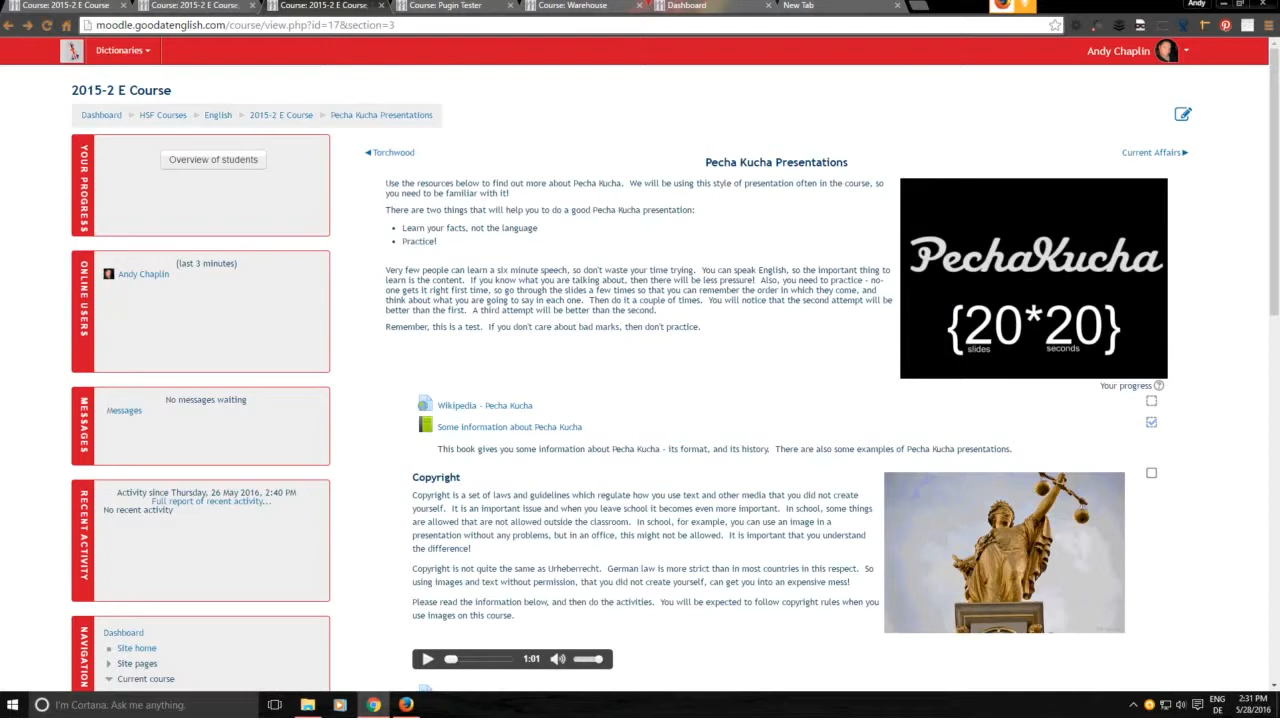 Course: 2015-2 E Course
Course: 2015-2 E Course
Course: 2015-2 E Course
Course: Pugin Tester
Course: Warehouse
Dashboard
New Tab
Andy
moodle.goodatenglish.com/course/view.php?id=17&section=3
Dictionaries
Andy Chaplin
2015-2 E Course
Dashboard
HSF Courses
English
2015-2 E Course
Pecha Kucha Presentations
YOUR PROGRESS
Overview of students
ONLINE USERS
(last 3 minutes)
Andy Chaplin
MESSAGES
No messages waiting
Messages
RECENT ACTIVITY
Activity since Thursday, 26 May 2016, 2:40 PM
Full report of recent activity...
No recent activity
NAVIGATION
Dashboard
Site home
Site pages
Current course
Torchwood
Current Affairs
Pecha Kucha Presentations
Use the resources below to find out more about Pecha Kucha. We will be using this style of presentation often in the course, so
you need to be familiar with it!
There are two things that will help you to do a good Pecha Kucha presentation:
Learn your facts, not the language
Practice!
Very few people can learn a six minute speech, so don't waste your time trying. You can speak English, so the important thing to
learn is the content. If you know what you are talking about, then there will be less pressure! Also, you need to practice - no-
one gets it right first time, so go through the slides a few times so that you can remember the order in which they come, and
think about what you are going to say in each one. Then do it a couple of times. You will notice that the second attempt will be
better than the first. A third attempt will be better than the second.
Remember, this is a test. If you don't care about bad marks, then don't practice.
PechaKucha
{20*20}
slides seconds
Your progress
Wikipedia - Pecha Kucha
Some information about Pecha Kucha
This book gives you some information about Pecha Kucha - its format, and its history. There are also some examples of Pecha Kucha presentations.
Copyright
Copyright is a set of laws and guidelines which regulate how you use text and other media that you did not create
yourself. It is an important issue and when you leave school it becomes even more important. In school, some things
are allowed that are not allowed outside the classroom. In school, for example, you can use an image in a
presentation without any problems, but in an office, this might not be allowed. It is important that you understand
the difference!
Copyright is not quite the same as Urheberrecht. German law is more strict than in most countries in this respect. So
using images and text without permission, that you did not create yourself, can get you into an expensive mess!
Please read the information below, and then do the activities. You will be expected to follow copyright rules when you
use images on this course.
1:01
I'm Cortana. Ask me anything.
ENG
DE
2:31 PM
5/28/2016